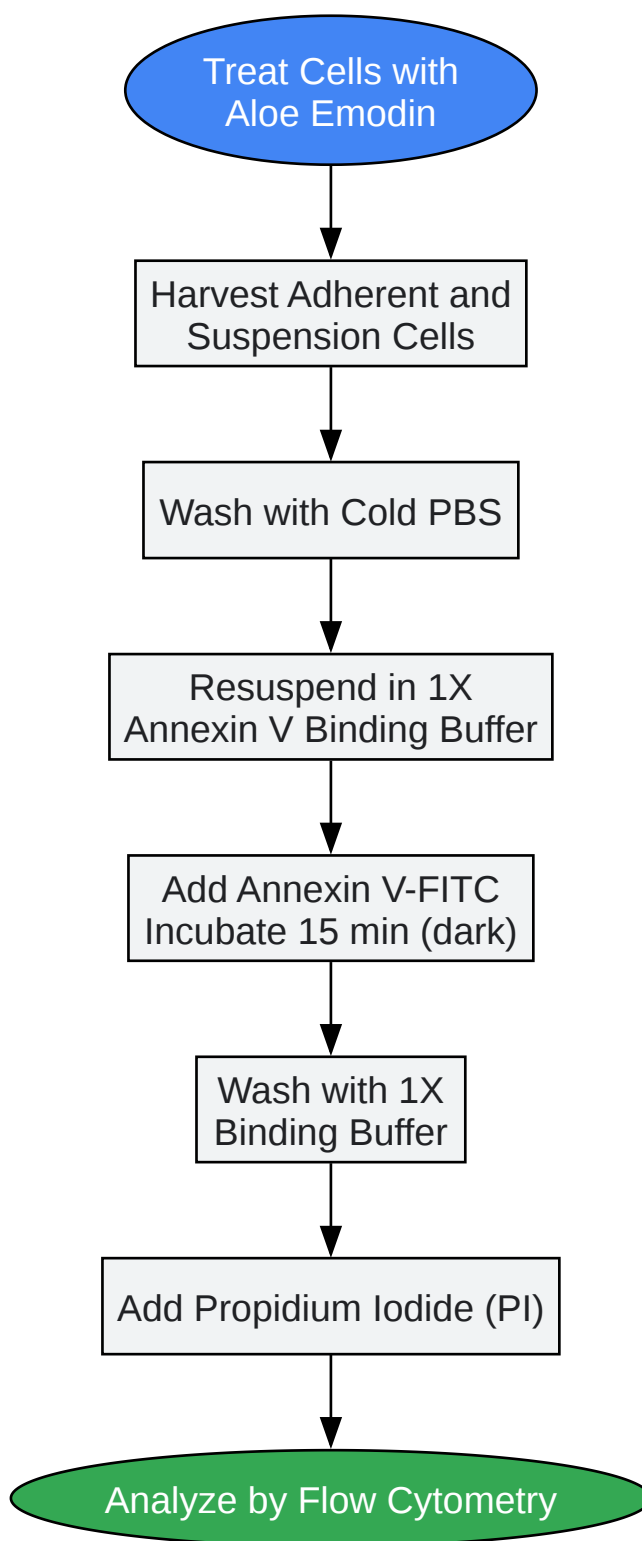 Treat Cells with
Aloe Emodin
Harvest Adherent and
Suspension Cells
Wash with Cold PBS
Resuspend in 1X
Annexin V Binding Buffer
Add Annexin V-FITC
Incubate 15 min (dark)
Wash with 1X
Binding Buffer
Add Propidium Iodide (PI)
Analyze by Flow Cytometry